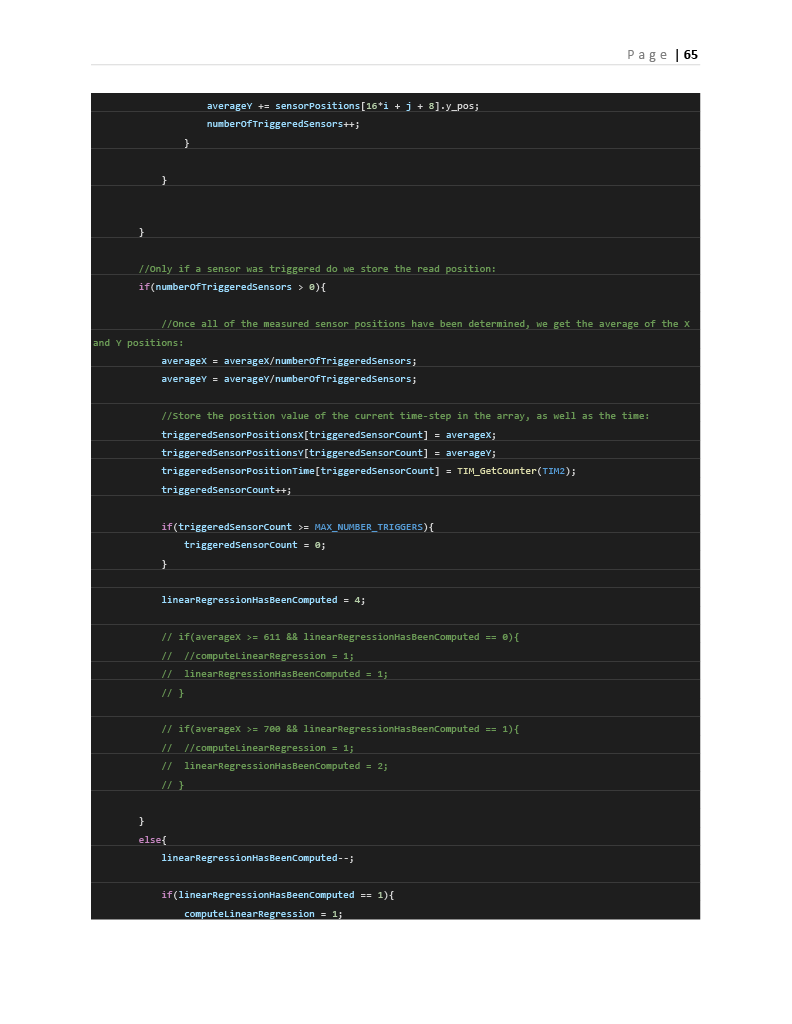 Page | 65
averageY += sensorPositions[16*i + j + 8].y_pos;
numberOfTriggeredSensors++;
}
}
}
//Only if a sensor was triggered do we store the read position:
if(numberOfTriggeredSensors > 0){
//Once all of the measured sensor positions have been determined, we get the average of the X
and Y positions:
averageX = averageX/numberOfTriggeredSensors;
averageY = averageY/numberOfTriggeredSensors;
//Store the position value of the current time-step in the array, as well as the time:
triggeredSensorPositionsX[triggeredSensorCount] = averageX;
triggeredSensorPositionsY[triggeredSensorCount] = averageY;
triggeredSensorPositionTime[triggeredSensorCount] = TIM_GetCounter(TIM2);
triggeredSensorCount++;
if(triggeredSensorCount >= MAX_NUMBER_TRIGGERS){
triggeredSensorCount = 0;
}
linearRegressionHasBeenComputed = 4;
// if(averageX >= 611 && linearRegressionHasBeenComputed == 0){
//  //computeLinearRegression = 1;
//  linearRegressionHasBeenComputed = 1;
// }
// if(averageX >= 700 && linearRegressionHasBeenComputed == 1){
//  //computeLinearRegression = 1;
//  linearRegressionHasBeenComputed = 2;
// }
}
else{
linearRegressionHasBeenComputed--;
if(linearRegressionHasBeenComputed == 1){
computeLinearRegression = 1;